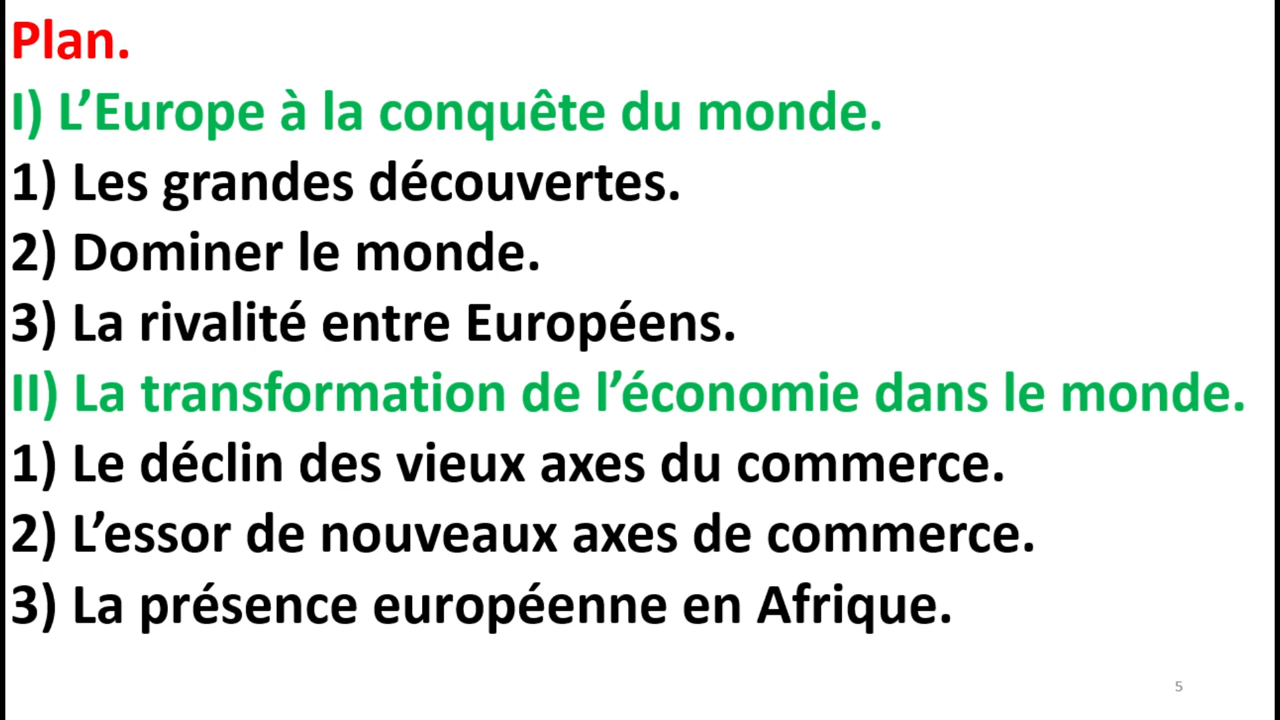 Plan.
I) L’Europe à la conquête du monde.
1) Les grandes découvertes.
2) Dominer le monde.
3) La rivalité entre Européens.
II) La transformation de l’économie dans le monde.
1) Le déclin des vieux axes du commerce.
2) L’essor de nouveaux axes de commerce.
3) La présence européenne en Afrique.
5